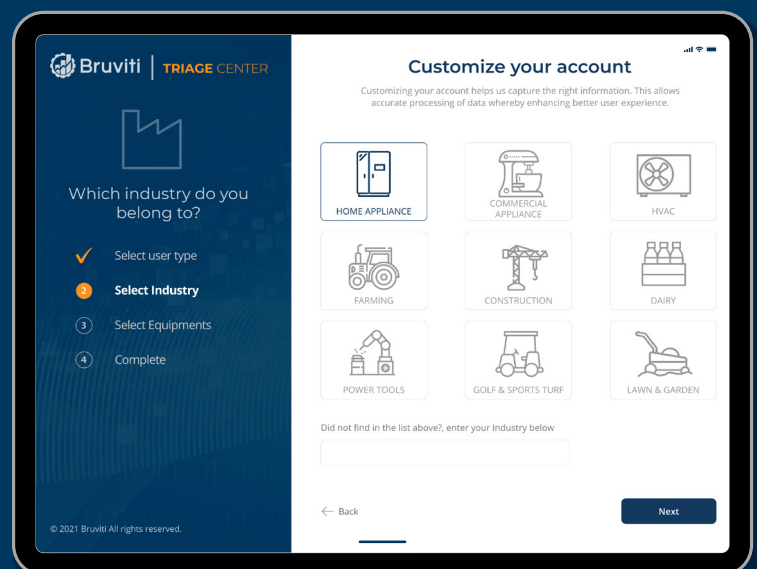 Bruviti | TRIAGE CENTER
Which industry do you
belong to?
Select user type
2 Select Industry
3 Select Equipments
4 Complete
© 2021 Bruviti All rights reserved.
Customize your account
Customizing your account helps us capture the right information. This allows
accurate processing of data whereby enhancing better user experience.
HOME APPLIANCE
COMMERCIAL
APPLIANCE
HVAC
FARMING
CONSTRUCTION
DAIRY
POWER TOOLS
GOLF & SPORTS TURF
LAWN & GARDEN
Did not find in the list above?, enter your Industry below
← Back
Next